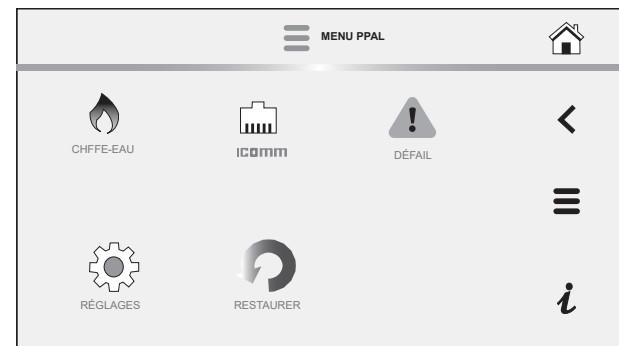 MENU PPAL
CHFFE-EAU
ICOMM
DÉFAIL
RÉGLAGES
RESTAURER
i